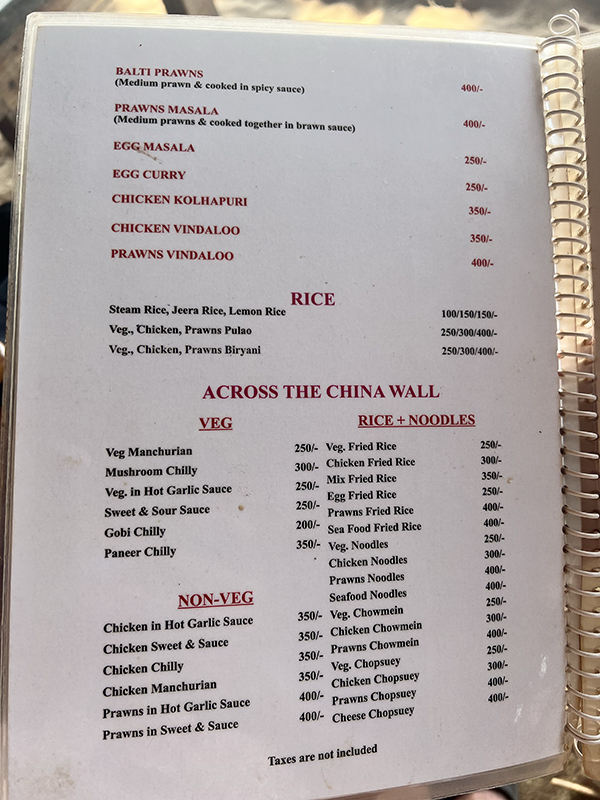 BALTI PRAWNS
(Medium prawn & cooked in spicy sauce) 400/-
PRAWNS MASALA
(Medium prawns & cooked together in brawn sauce) 400/-
EGG MASALA 250/-
EGG CURRY 250/-
CHICKEN KOLHAPURI 350/-
CHICKEN VINDALOO 350/-
PRAWNS VINDALOO 400/-
RICE
Steam Rice, Jeera Rice, Lemon Rice 100/150/150/-
Veg., Chicken, Prawns Pulao 250/300/400/-
Veg., Chicken, Prawns Biryani 250/300/400/-
ACROSS THE CHINA WALL
VEG
Veg Manchurian 250/-
Mushroom Chilly 300/-
Veg. in Hot Garlic Sauce 250/-
Sweet & Sour Sauce 250/-
Gobi Chilly 200/-
Paneer Chilly 350/-
NON-VEG
Chicken in Hot Garlic Sauce 350/-
Chicken Sweet & Sauce 350/-
Chicken Chilly 350/-
Chicken Manchurian 350/-
Prawns in Hot Garlic Sauce 400/-
Prawns in Sweet & Sauce 400/-
RICE + NOODLES
Veg. Fried Rice 250/-
Chicken Fried Rice 300/-
Mix Fried Rice 350/-
Egg Fried Rice 250/-
Prawns Fried Rice 400/-
Sea Food Fried Rice 400/-
Veg. Noodles 250/-
Chicken Noodles 300/-
Prawns Noodles 400/-
Seafood Noodles 400/-
Veg. Chowmein 250/-
Chicken Chowmein 300/-
Prawns Chowmein 400/-
Veg. Chopsuey 250/-
Chicken Chopsuey 300/-
Prawns Chopsuey 400/-
Cheese Chopsuey 400/-
Taxes are not included